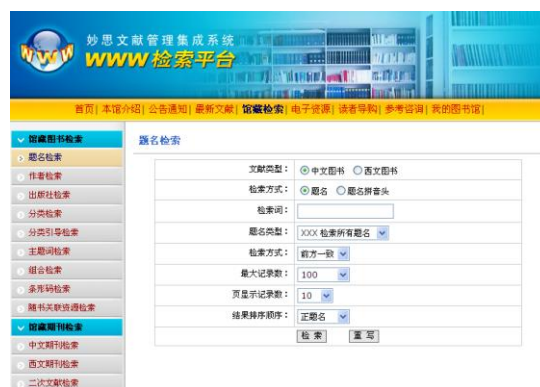 妙思文献管理集成系统
WWW
WWW检索平台
首页| 本馆介绍| 公告通知| 最新文献| 馆藏检索| 电子资源| 读者导购| 参考咨询| 我的图书馆|
馆藏图书检索
题名检索
作者检索
出版社检索
分类检索
分类引导检索
主题词检索
组合检索
条形码检索
随书关联资源检索
馆藏期刊检索
中文期刊检索
西文期刊检索
二次文献检索
题名检索
文献类型： 中文图书 西文图书
检索方式： 题名 题名拼音头
检索词：
题名类型： XXX 检索所有题名
检索方式： 前方一致
最大记录数： 100
页显示记录数： 10
结果排序顺序： 正题名
检 索 重 写